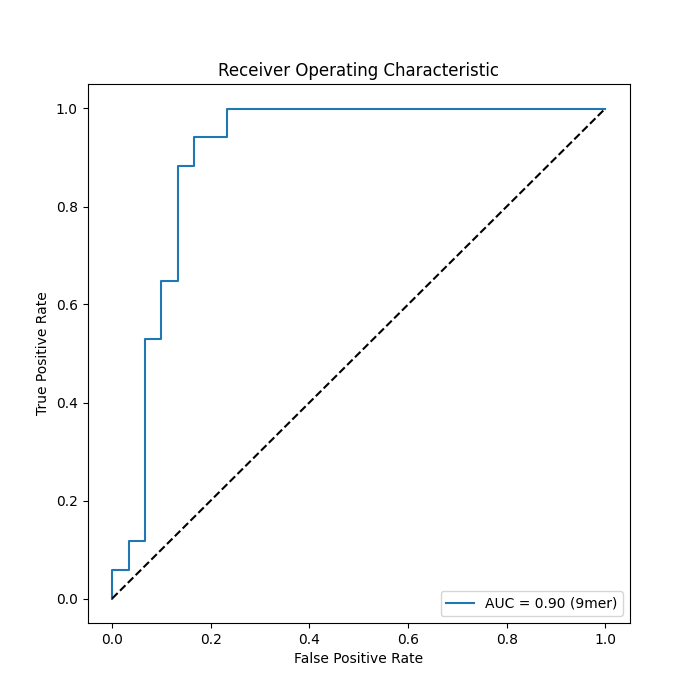 Receiver Operating Characteristic
1.0
0.8
0.6
0.4
0.2
0.0
True Positive Rate
AUC = 0.90 (9mer)
0.0 0.2 0.4 0.6 0.8 1.0
False Positive Rate